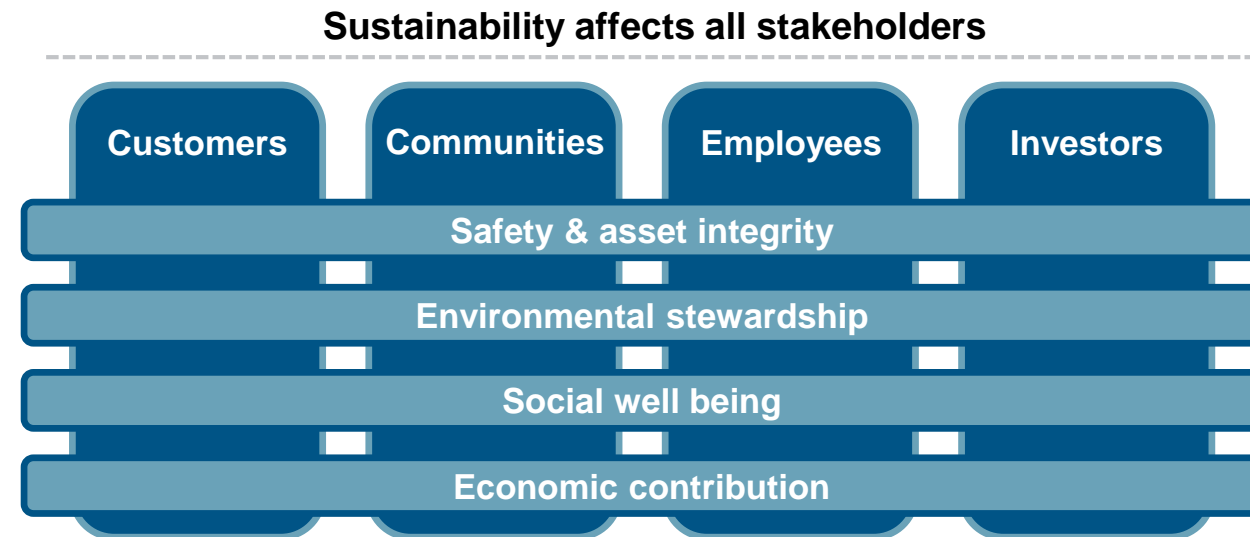 Sustainability affects all stakeholders
Customers
Communities
Employees
Investors
Safety & asset integrity
Environmental stewardship
Social well being
Economic contribution